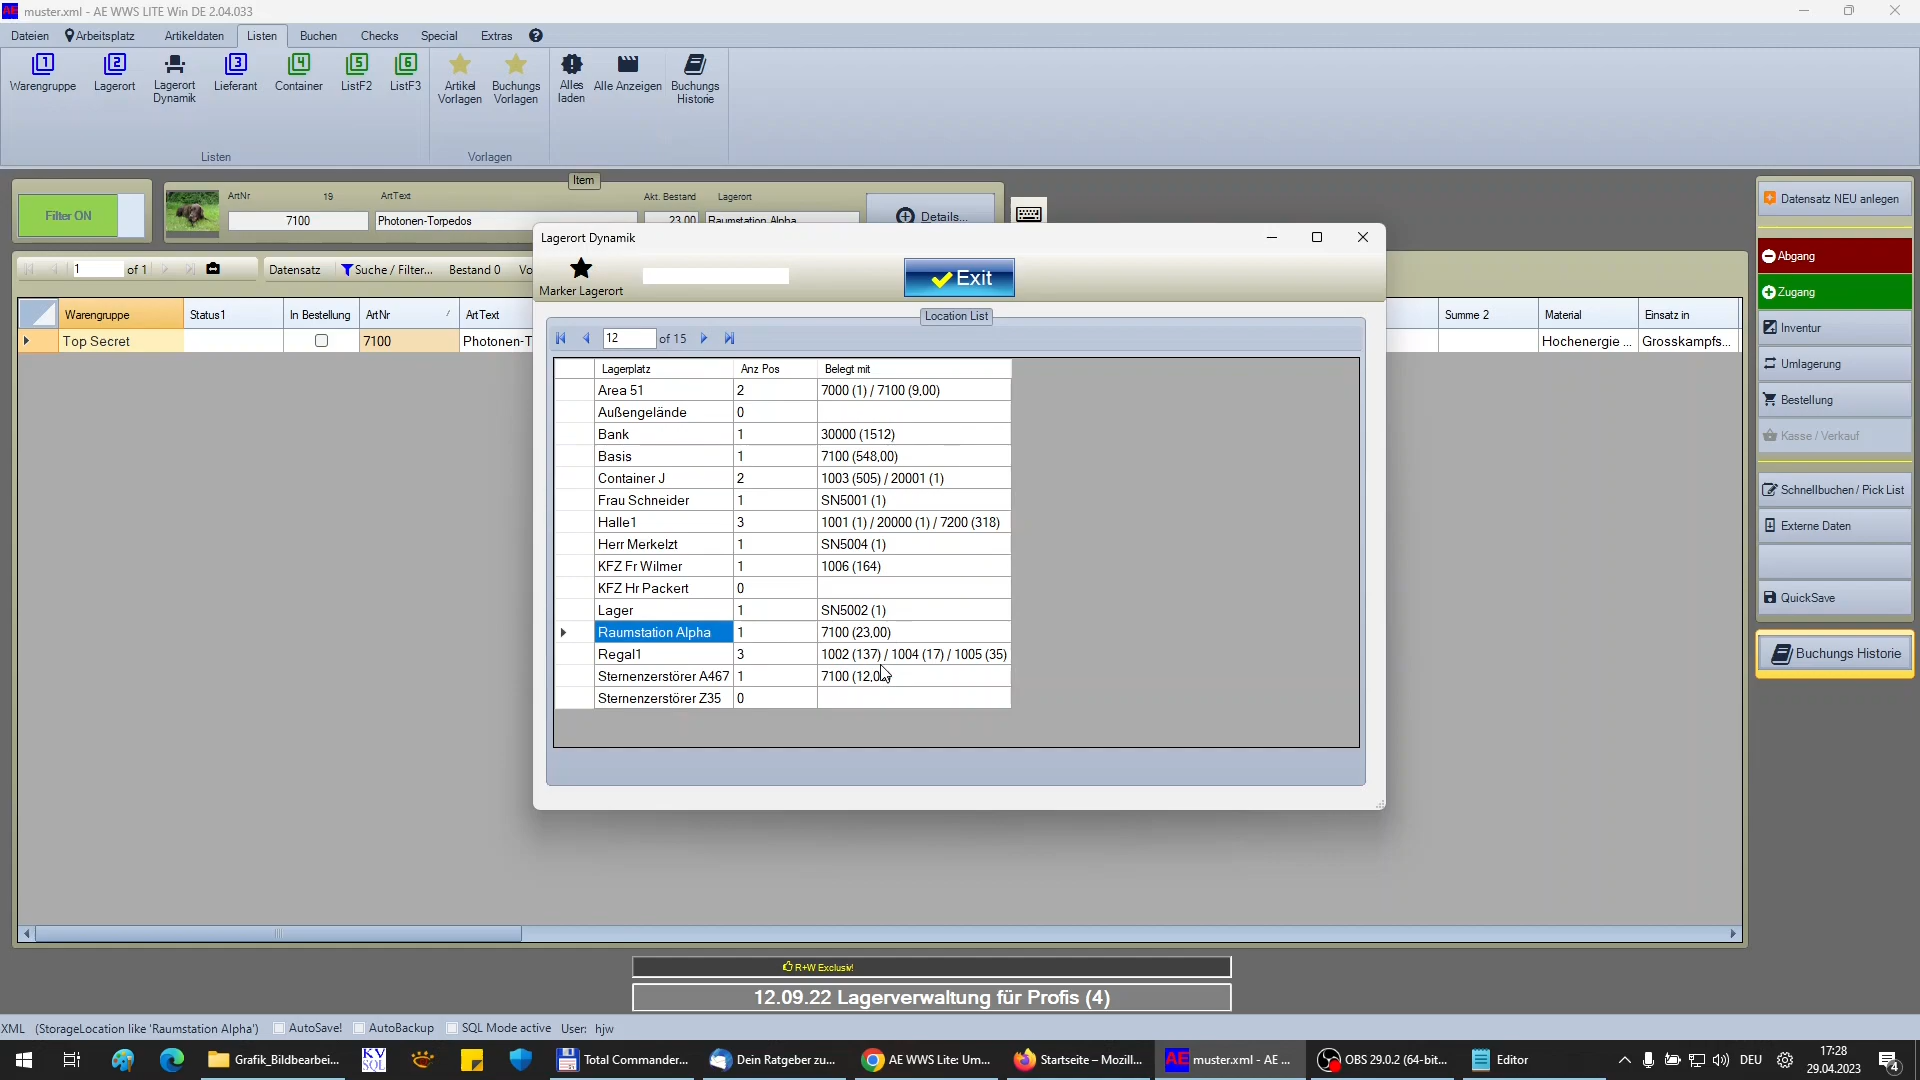 muster.xml - AE WWS LITE Win DE 2.04.033
Dateien Arbeitsplatz Artikeldaten Listen Buchen Checks Special Extras
Warengruppe Lagerort Lagerort Dynamik Lieferant Container ListF2 ListF3 Artikel Vorlagen Buchungs Vorlagen Alles laden Alle Anzeigen Buchungs Historie
Listen Vorlagen
Item
Filter ON
ArtNr 19 ArtText Akt. Bestand Lagerort
7100 Photonen-Torpedos 23,00 Raumstation Alpha Details...
1 of 1 Datensatz Suche / Filter... Bestand 0
Warengruppe Status1 In Bestellung ArtNr ArtText Summe 2 Material Einsatz in
Top Secret 7100 Photonen-T Hochenergie ... Grosskampfs...
Lagerort Dynamik
Marker Lagerort
Exit
Location List
12 of 15
Lagerplatz Anz Pos Belegt mit
Area 51 2 7000 (1) / 7100 (9,00)
Außengelände 0
Bank 1 30000 (1512)
Basis 1 7100 (548,00)
Container J 2 1003 (505) / 20001 (1)
Frau Schneider 1 SN5001 (1)
Halle1 3 1001 (1) / 20000 (1) / 7200 (318)
Herr Merkelzt 1 SN5004 (1)
KFZ Fr Wilmer 1 1006 (164)
KFZ Hr Packert 0
Lager 1 SN5002 (1)
Raumstation Alpha 1 7100 (23,00)
Regal1 3 1002 (137) / 1004 (17) / 1005 (35)
Sternenzerstörer A467 1 7100 (12,0
Sternenzerstörer Z35 0
Datensatz NEU anlegen
Abgang
Zugang
Inventur
Umlagerung
Bestellung
Kasse / Verkauf
Schnellbuchen / Pick List
Externe Daten
QuickSave
Buchungs Historie
R+W Exclusiv!
12.09.22 Lagerverwaltung für Profis (4)
XML (StorageLocation like 'Raumstation Alpha') AutoSave! AutoBackup SQL Mode active User: hjw
Grafik_Bildbearbei... KV SQL Total Commander... Dein Ratgeber zu... AE WWS Lite: Um... Startseite – Mozill... AE muster.xml - AE ... OBS 29.0.2 (64-bit... Editor DEU 17:28
29.04.2023 4